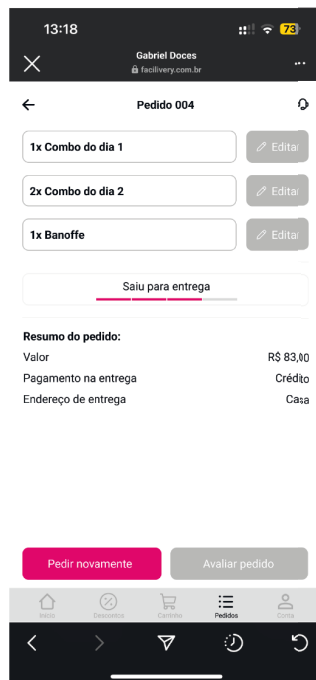 13:18
73
Gabriel Doces
facilivery.com.br
Pedido 004
1x Combo do dia 1
Editar
2x Combo do dia 2
Editar
1x Banoffe
Editar
Saiu para entrega
Resumo do pedido:
Valor R$ 83,00
Pagamento na entrega Crédito
Endereço de entrega Casa
Pedir novamente
Avaliar pedido
Início
Descontos
Carrinho
Pedidos
Conta